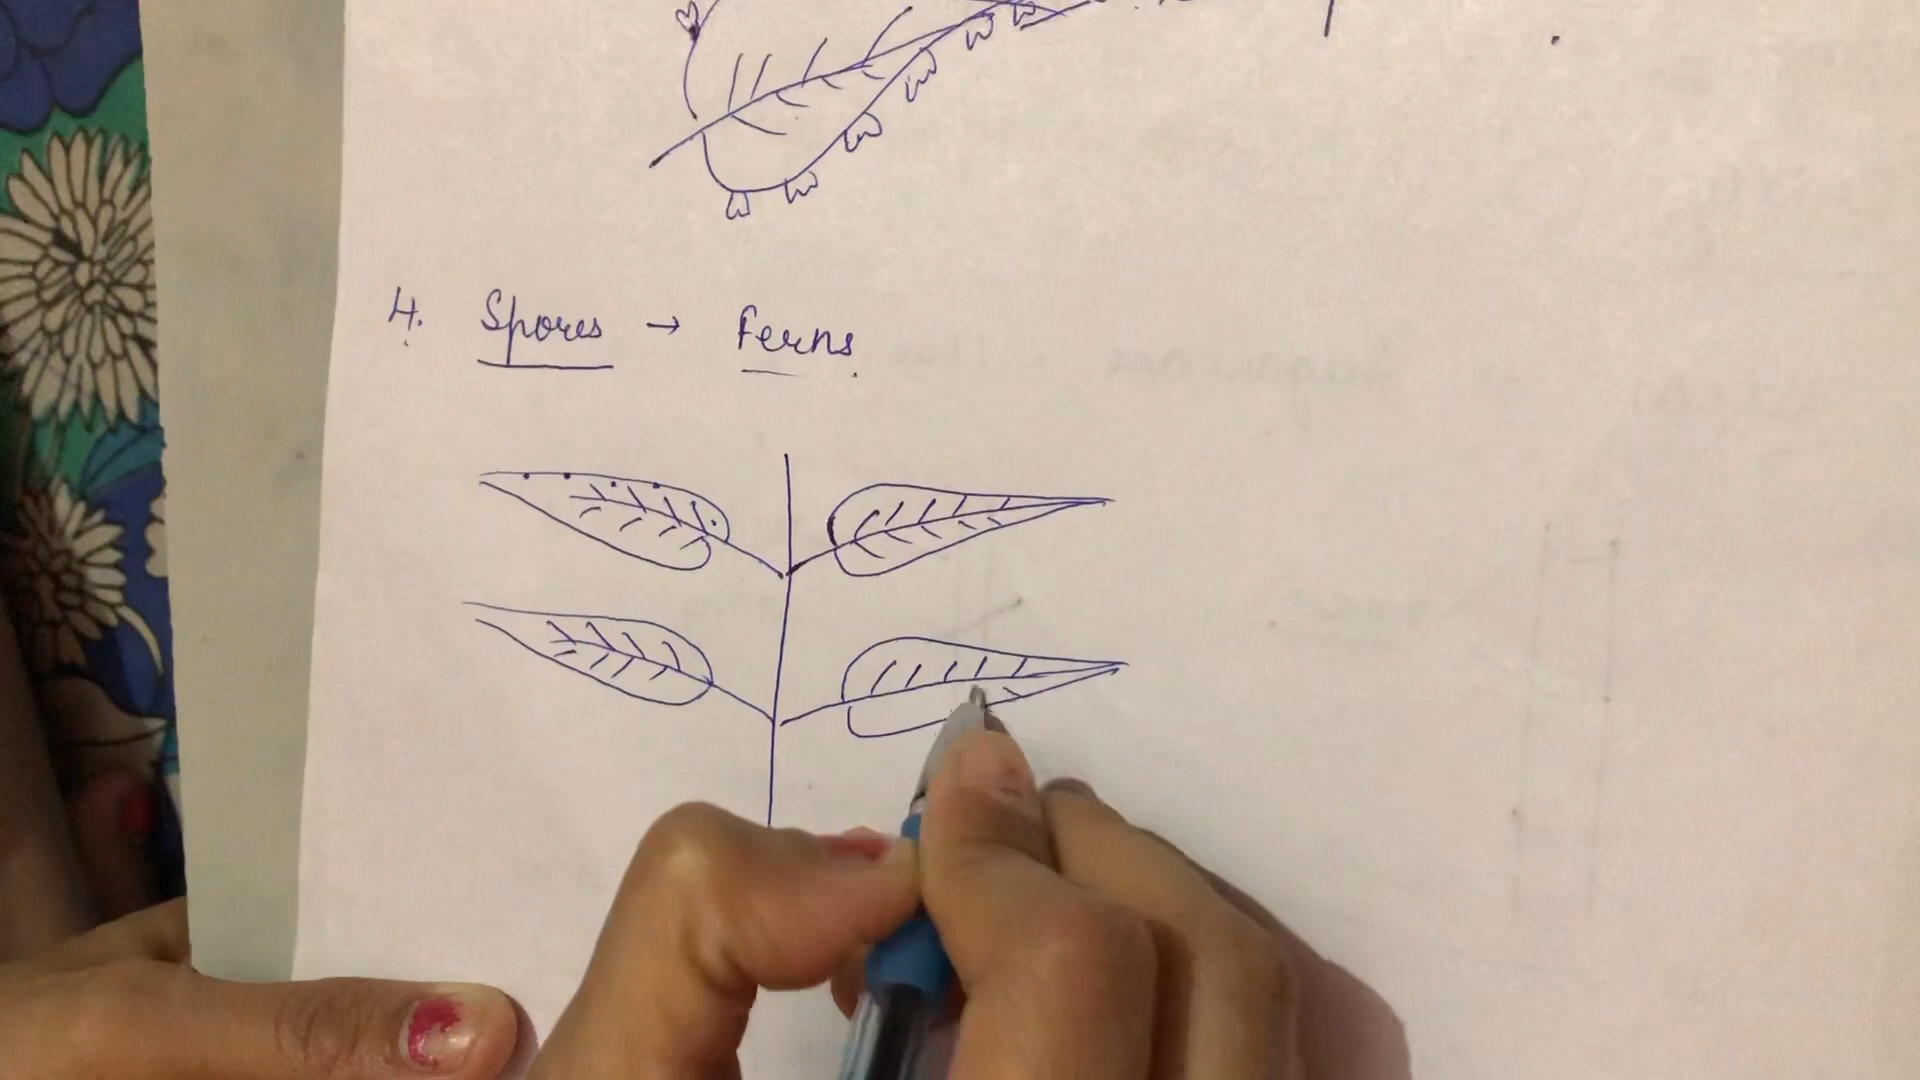 4. Spores → Ferns.